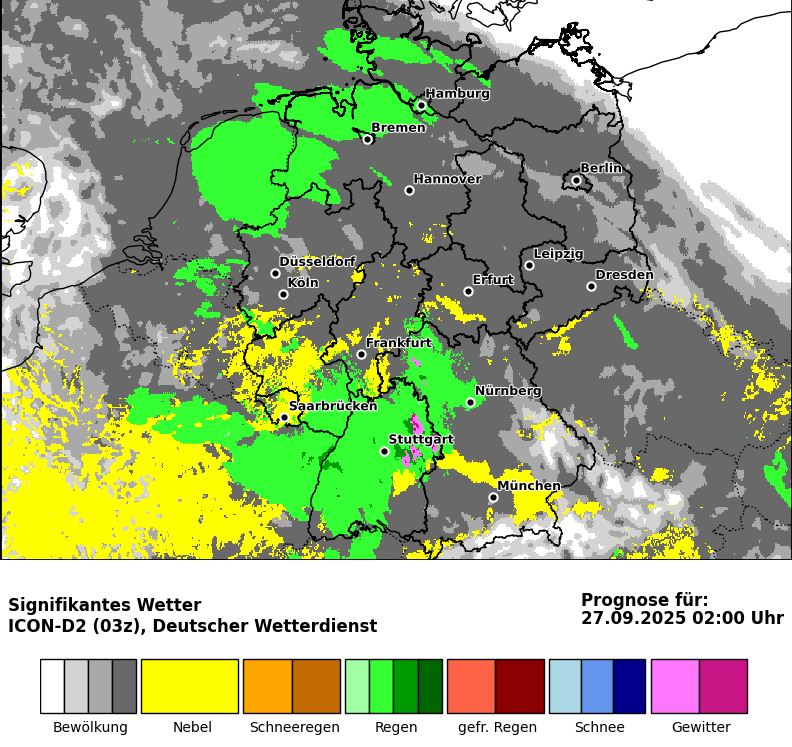 Hamburg
Bremen
Berlin
Hannover
Düsseldorf
Leipzig
Köln
Erfurt
Dresden
Frankfurt
Nürnberg
Saarbrücken
Stuttgart
München
Signifikantes Wetter
ICON-D2 (03z), Deutscher Wetterdienst
Prognose für:
27.09.2025 02:00 Uhr
Bewölkung
Nebel
Schneeregen
Regen
gefr. Regen
Schnee
Gewitter